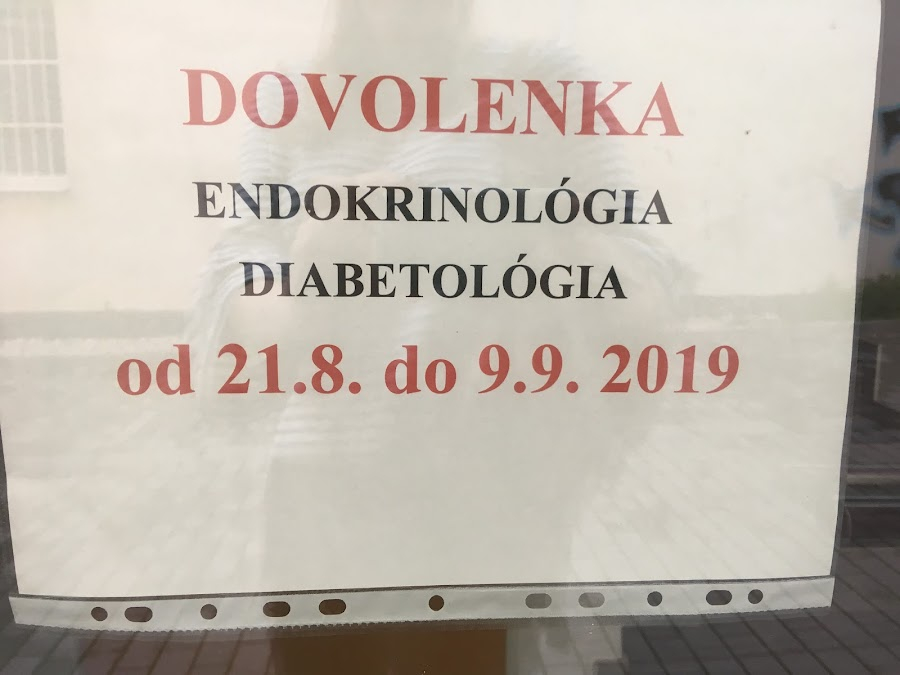 DOVOLENKA
ENDOKRINOLÓGIA
DIABETOLÓGIA
od 21.8. do 9.9. 2019